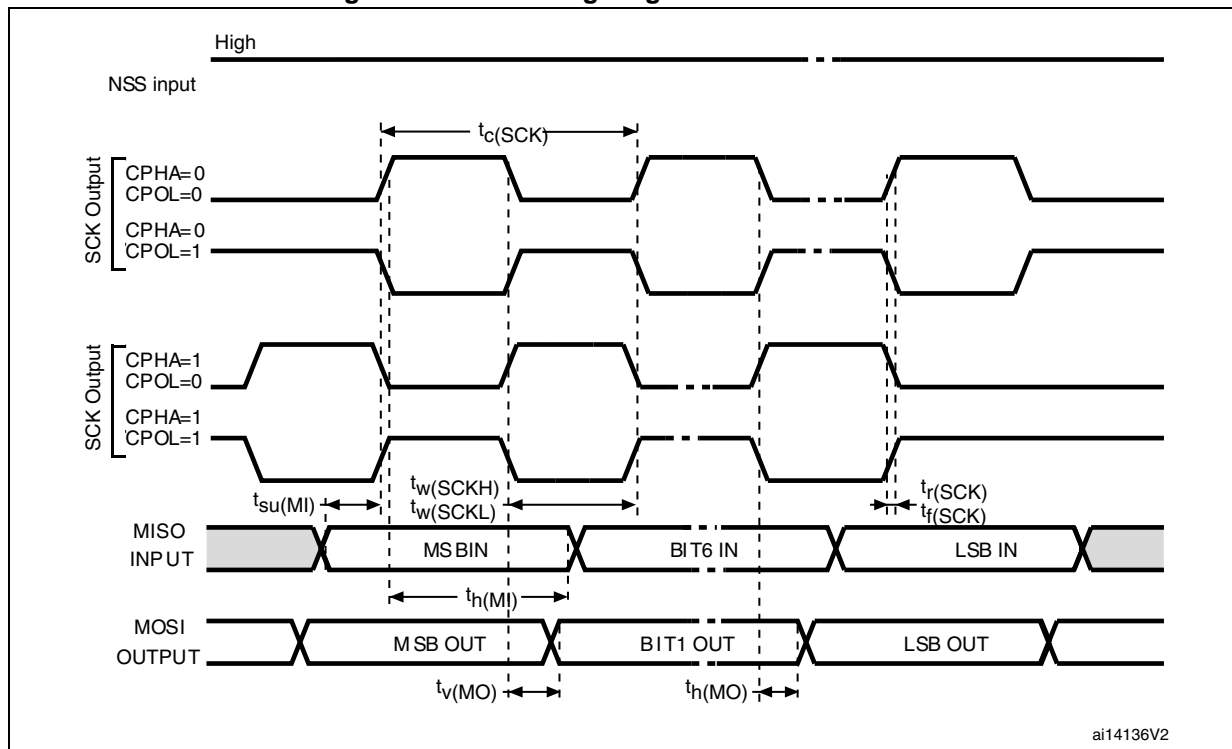 High
NSS input
tc(SCK)
SCK Output
CPHA=0
CPOL=0
CPHA=0
CPOL=1
SCK Output
CPHA=1
CPOL=0
CPHA=1
CPOL=1
tsu(MI)
tw(SCKH)
tw(SCKL)
tr(SCK)
tf(SCK)
MISO
INPUT
MSBIN
BIT6 IN
LSB IN
th(MI)
MOSI
OUTPUT
MSB OUT
BIT1 OUT
LSB OUT
tv(MO)
th(MO)
ai14136V2